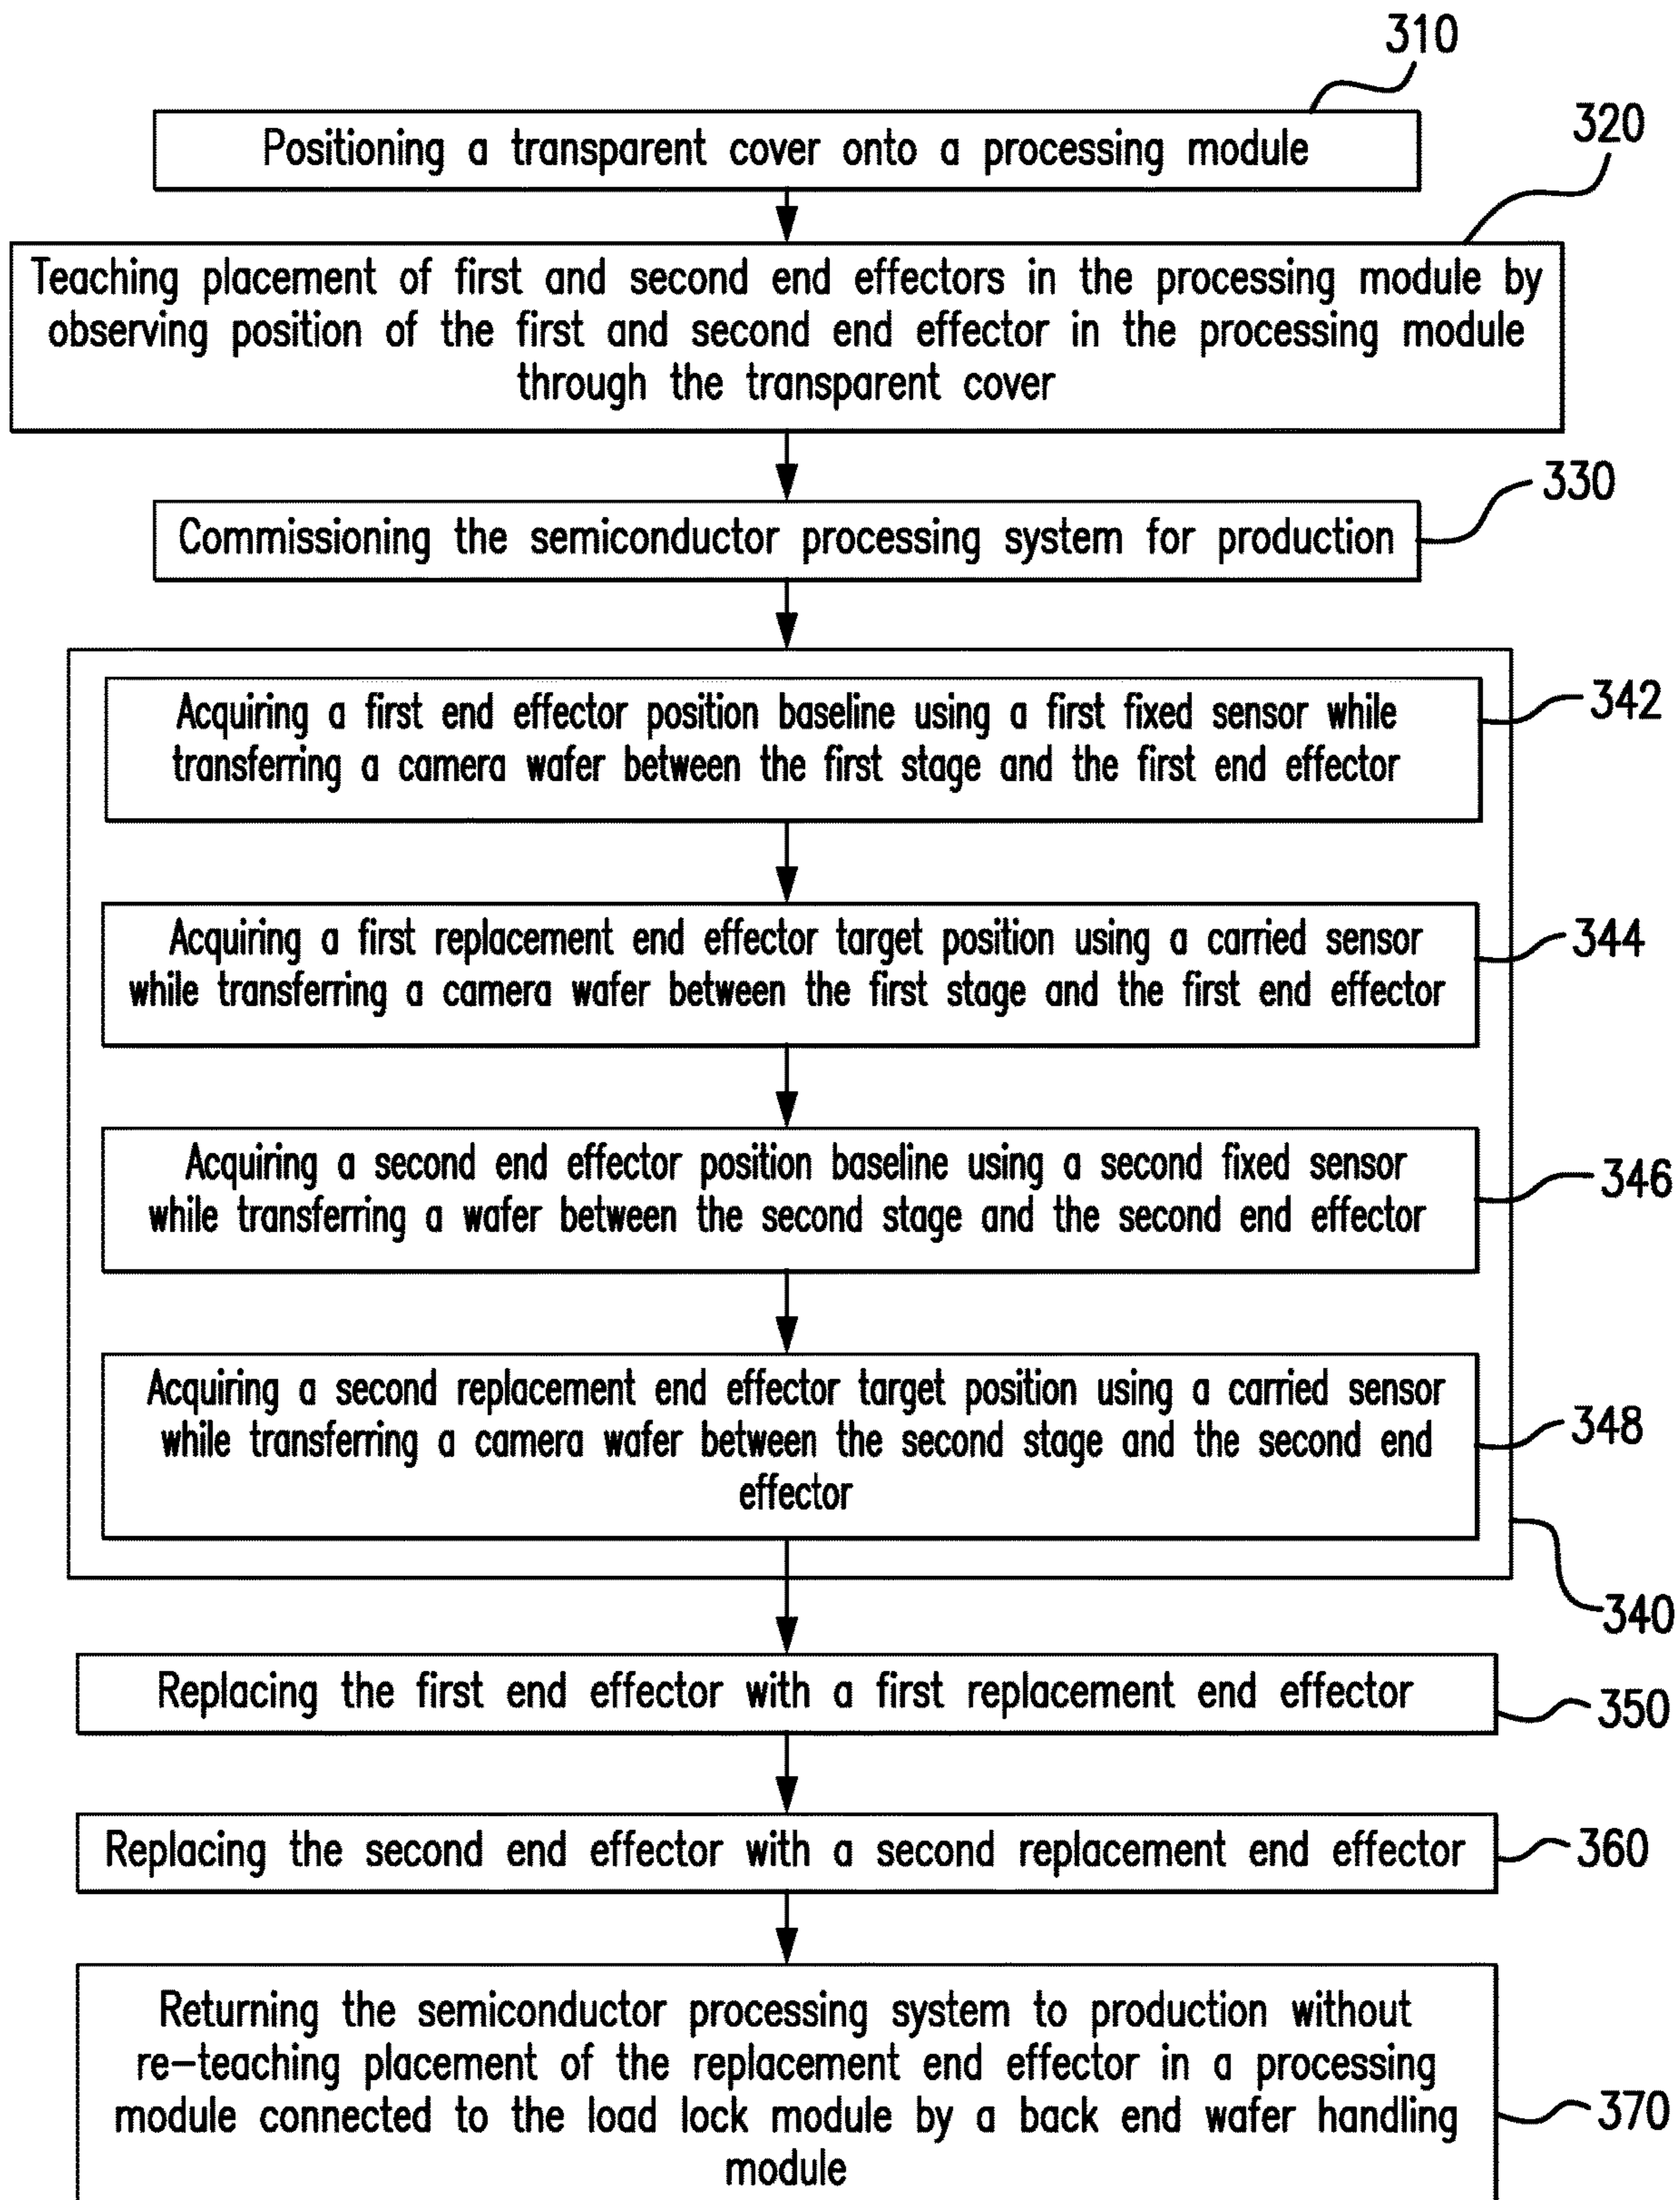 310
Positioning a transparent cover onto a processing module
320
Teaching placement of first and second end effectors in the processing module by
observing position of the first and second end effector in the processing module
through the transparent cover
330
Commissioning the semiconductor processing system for production
342
Acquiring a first end effector position baseline using a first fixed sensor while
transferring a camera wafer between the first stage and the first end effector
344
Acquiring a first replacement end effector target position using a carried sensor
while transferring a camera wafer between the first stage and the first end effector
346
Acquiring a second end effector position baseline using a second fixed sensor
while transferring a wafer between the second stage and the second end effector
348
Acquiring a second replacement end effector target position using a carried sensor
while transferring a camera wafer between the second stage and the second end
effector
340
Replacing the first end effector with a first replacement end effector
350
Replacing the second end effector with a second replacement end effector
360
Returning the semiconductor processing system to production without
re-teaching placement of the replacement end effector in a processing
module connected to the load lock module by a back end wafer handling
module
370